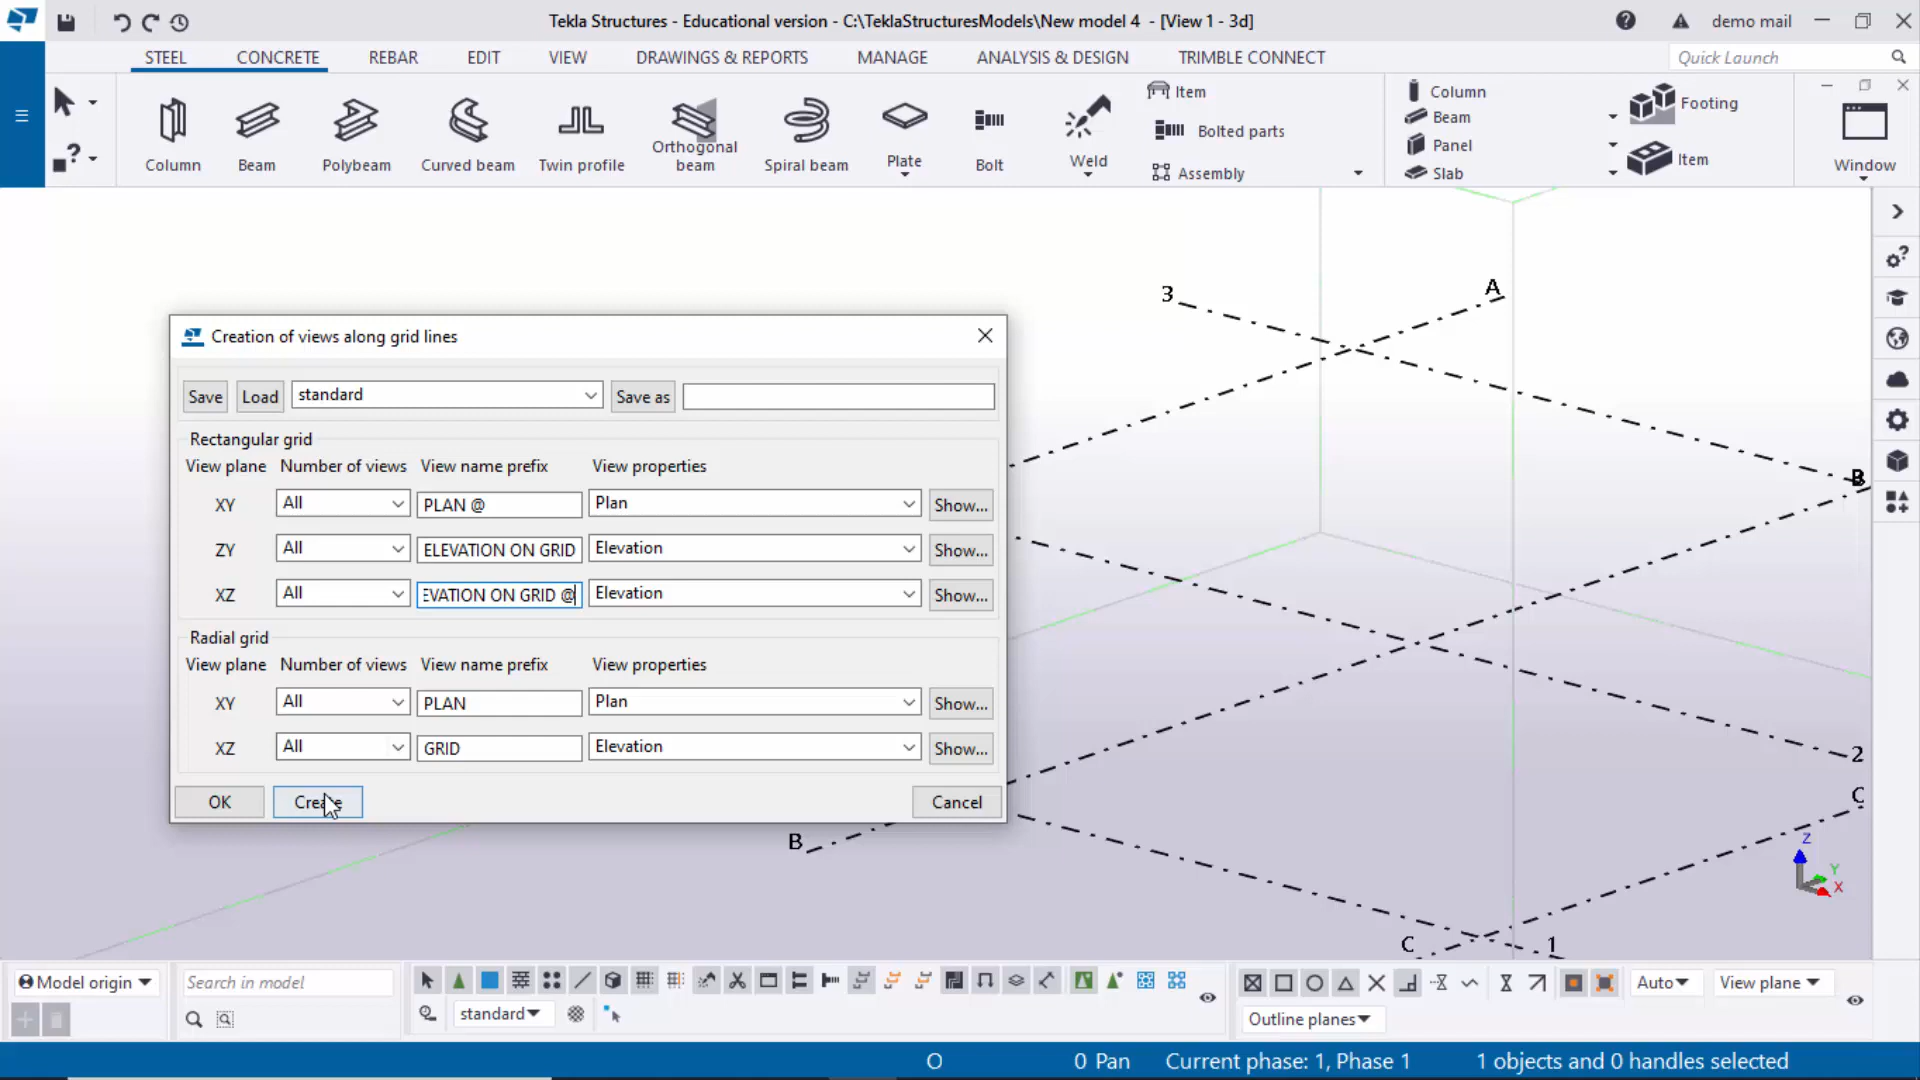 Tekla Structures - Educational version - C:\TeklaStructuresModels\New model 4 - [View 1 - 3d]
demo mail
STEEL CONCRETE REBAR EDIT VIEW DRAWINGS & REPORTS MANAGE ANALYSIS & DESIGN TRIMBLE CONNECT
Quick Launch
Column
Beam
Polybeam
Curved beam
Twin profile
Orthogonal
beam
Spiral beam
Plate
Bolt
Weld
Item
Bolted parts
Assembly
Column
Beam
Panel
Slab
Footing
Item
Window
3
A
B
2
C
B
C
1
Z
Y
X
Creation of views along grid lines
Save Load standard Save as
Rectangular grid
View plane Number of views View name prefix View properties
XY All PLAN @ Plan Show...
ZY All ELEVATION ON GRID Elevation Show...
XZ All EVATION ON GRID @ Elevation Show...
Radial grid
View plane Number of views View name prefix View properties
XY All PLAN Plan Show...
XZ All GRID Elevation Show...
OK Create Cancel
Model origin
Search in model
standard
Auto
View plane
Outline planes
O 0 Pan Current phase: 1, Phase 1 1 objects and 0 handles selected